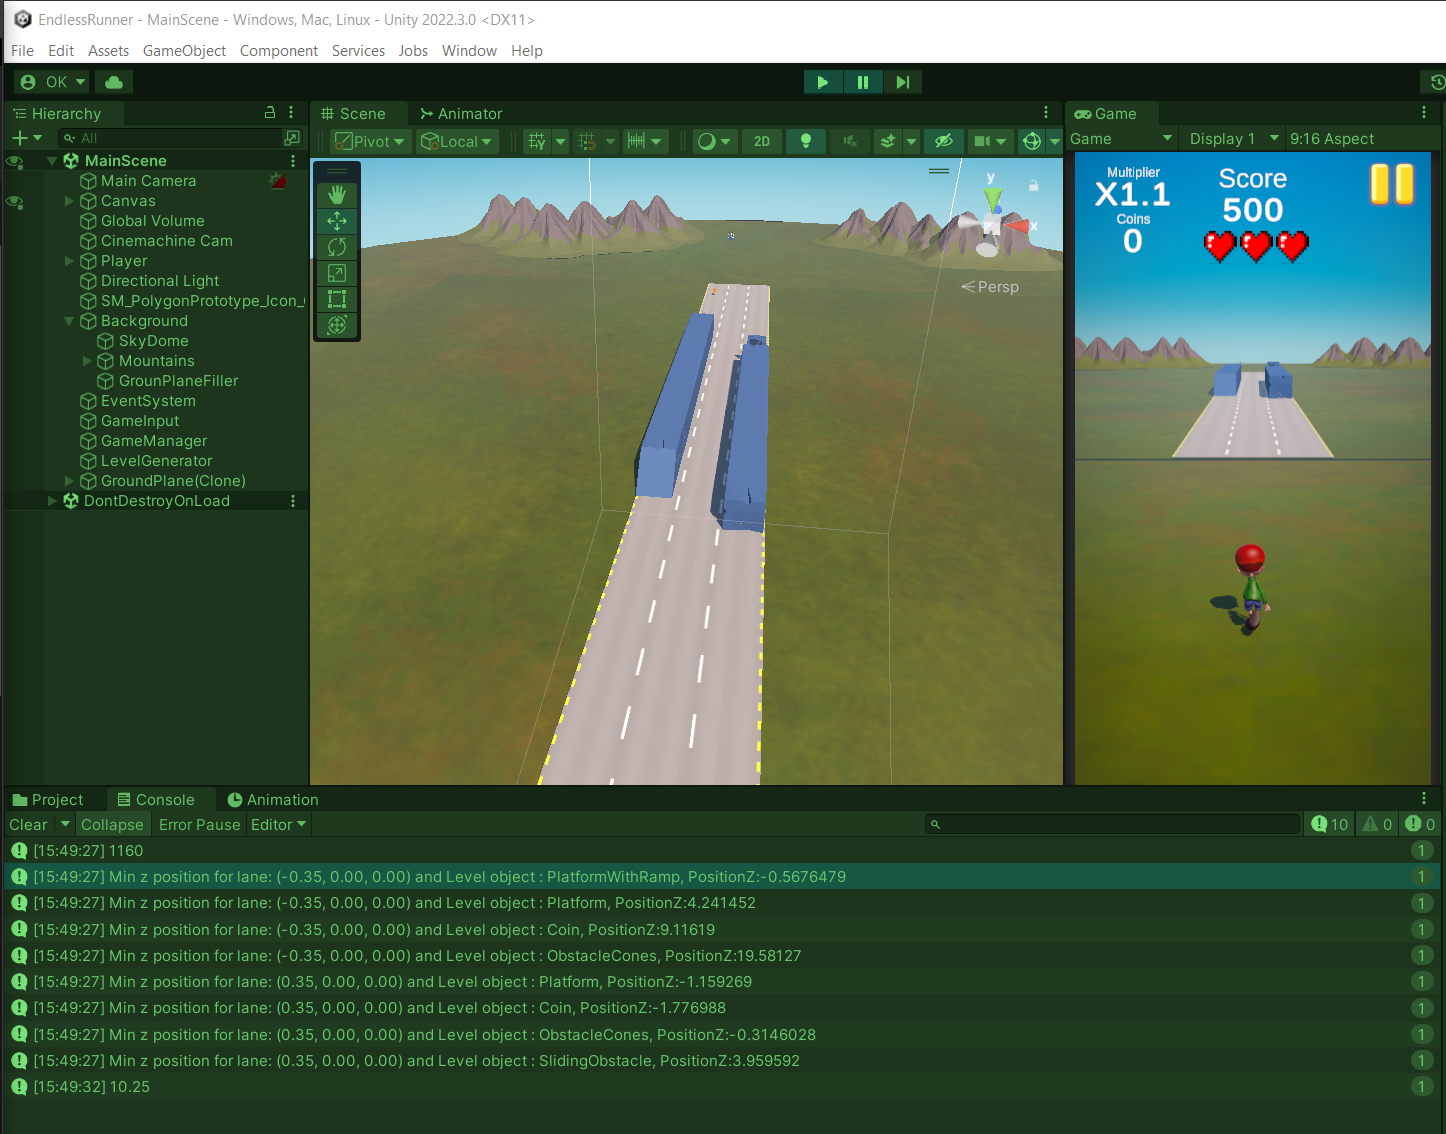 EndlessRunner - MainScene - Windows, Mac, Linux - Unity 2022.3.0 <DX11>
File Edit Assets GameObject Component Services Jobs Window Help
OK
Hierarchy
All
MainScene
Main Camera
Canvas
Global Volume
Cinemachine Cam
Player
Directional Light
SM_PolygonPrototype_Icon_
Background
SkyDome
Mountains
GrounPlaneFiller
EventSystem
GameInput
GameManager
LevelGenerator
GroundPlane(Clone)
DontDestroyOnLoad
Scene Animator
Pivot Local 2D
y
x
Persp
Game
Game Display 1 9:16 Aspect
Multiplier
X1.1
Coins
0
Score
500
Project Console Animation
Clear Collapse Error Pause Editor 10 0 0
[15:49:27] 1160 1
[15:49:27] Min z position for lane: (-0.35, 0.00, 0.00) and Level object : PlatformWithRamp, PositionZ:-0.5676479 1
[15:49:27] Min z position for lane: (-0.35, 0.00, 0.00) and Level object : Platform, PositionZ:4.241452 1
[15:49:27] Min z position for lane: (-0.35, 0.00, 0.00) and Level object : Coin, PositionZ:9.11619 1
[15:49:27] Min z position for lane: (-0.35, 0.00, 0.00) and Level object : ObstacleCones, PositionZ:19.58127 1
[15:49:27] Min z position for lane: (0.35, 0.00, 0.00) and Level object : Platform, PositionZ:-1.159269 1
[15:49:27] Min z position for lane: (0.35, 0.00, 0.00) and Level object : Coin, PositionZ:-1.776988 1
[15:49:27] Min z position for lane: (0.35, 0.00, 0.00) and Level object : ObstacleCones, PositionZ:-0.3146028 1
[15:49:27] Min z position for lane: (0.35, 0.00, 0.00) and Level object : SlidingObstacle, PositionZ:3.959592 1
[15:49:32] 10.25 1